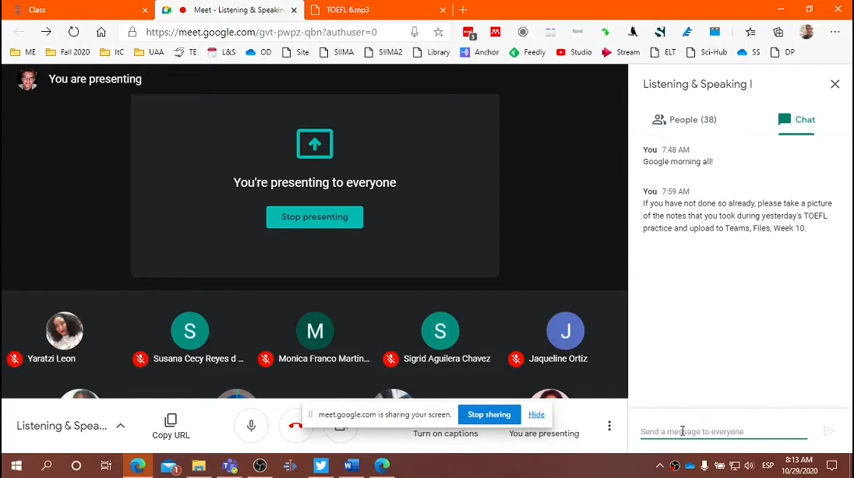 Class
Meet - Listening & Speaking
TOEFL 6.mp3
https://meet.google.com/gvt-pwpz-qbn?authuser=0
ME
Fall 2020
ItC
UAA
TE
L&S
OD
Site
SIIMA
SIIMA2
Library
Anchor
Feedly
Studio
Stream
ELT
Sci-Hub
SS
DP
You are presenting
Listening & Speaking I
People (38)
Chat
You 7:48 AM
Google morning all!
You 7:59 AM
If you have not done so already, please take a picture
of the notes that you took during yesterday's TOEFL
practice and upload to Teams, Files, Week 10.
You're presenting to everyone
Stop presenting
S
M
S
J
Yaratzi Leon
Susana Cecy Reyes d ...
Monica Franco Martin...
Sigrid Aguilera Chavez
Jaqueline Ortiz
meet.google.com is sharing your screen.
Stop sharing
Hide
Listening & Spea...
Copy URL
Turn on captions
You are presenting
Send a message to everyone
ESP
8:13 AM
10/29/2020